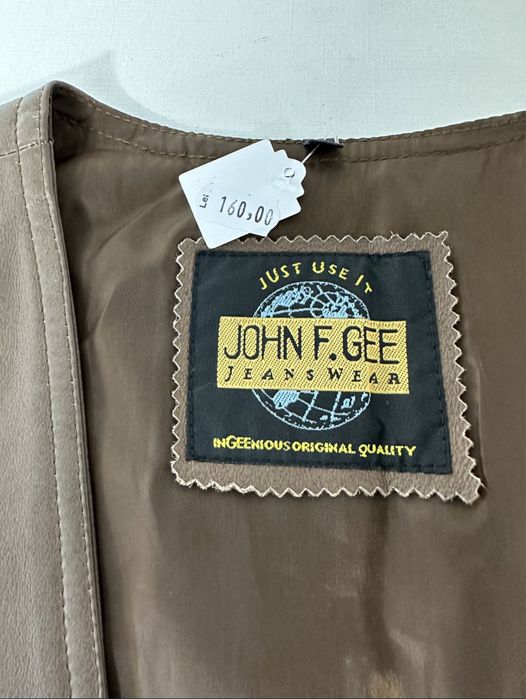 Lei 160,00
JUST USE IT
JOHN F. GEE
JEANSWEAR
INGEENIOUS ORIGINAL QUALITY